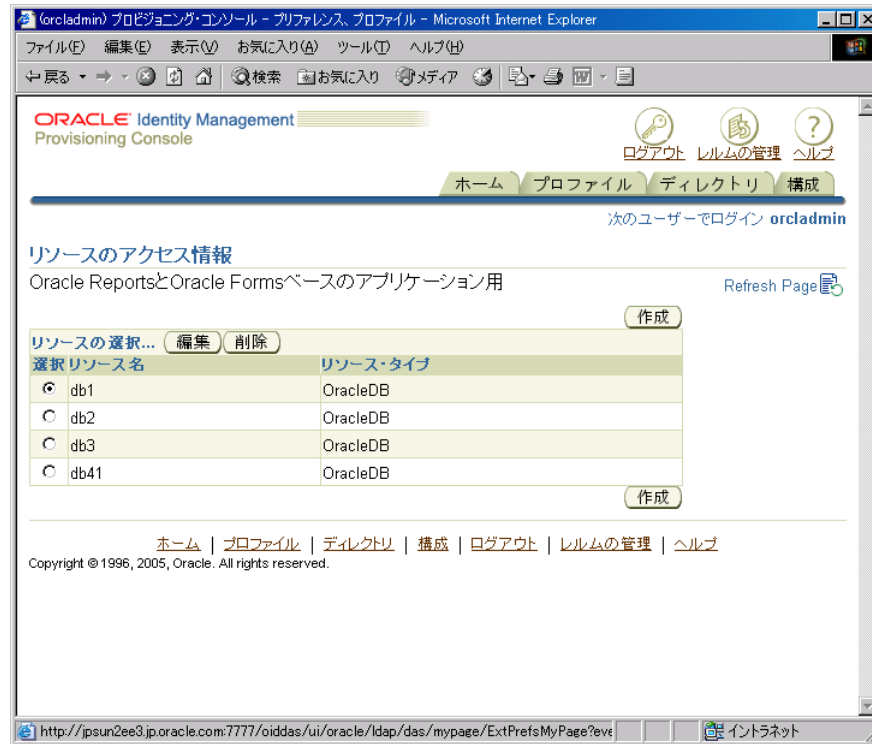 (orcladmin) プロビジョニング・コンソール - プリファレンス、プロファイル - Microsoft Internet Explorer
ファイル(F) 編集(E) 表示(V) お気に入り(A) ツール(T) ヘルプ(H)
戻る 検索 お気に入り メディア
ORACLE Identity Management
Provisioning Console
ログアウト レルムの管理 ヘルプ
ホーム プロファイル ディレクトリ 構成
次のユーザーでログイン orcladmin
リソースのアクセス情報
Oracle ReportsとOracle Formsベースのアプリケーション用
Refresh Page
作成
リソースの選択... 編集 削除
選択 リソース名 リソース・タイプ
db1 OracleDB
db2 OracleDB
db3 OracleDB
db41 OracleDB
作成
ホーム | プロファイル | ディレクトリ | 構成 | ログアウト | レルムの管理 | ヘルプ
Copyright © 1996, 2005, Oracle. All rights reserved.
http://jpsun2ee3.jp.oracle.com:7777/oiddas/ui/oracle/ldap/das/mypage/ExtPrefsMyPage?eve イントラネット